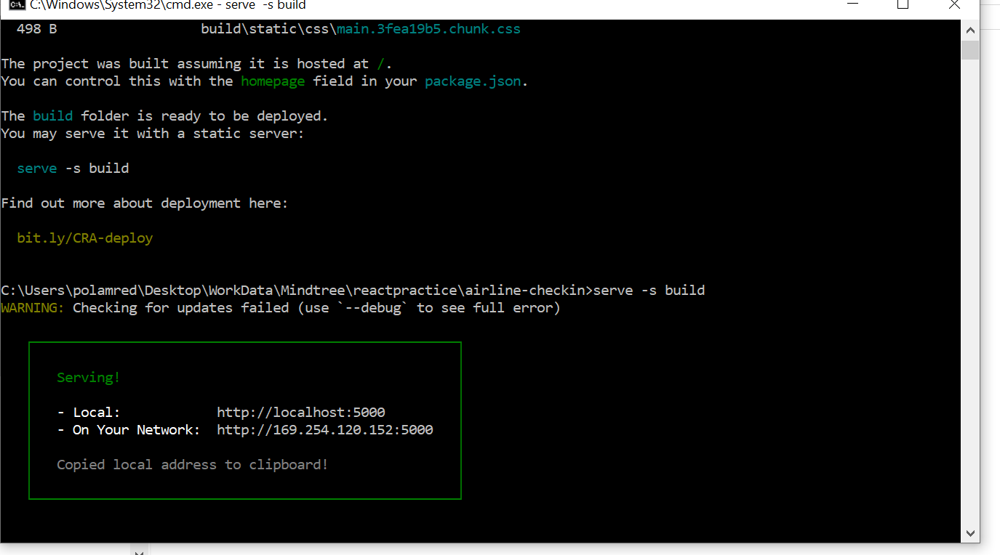 C:\Windows\System32\cmd.exe - serve  -s build
  498 B                  build\static\css\main.3fea19b5.chunk.css
The project was built assuming it is hosted at /.
You can control this with the homepage field in your package.json.
The build folder is ready to be deployed.
You may serve it with a static server:
  serve -s build
Find out more about deployment here:
  bit.ly/CRA-deploy
C:\Users\polamred\Desktop\WorkData\Mindtree\reactpractice\airline-checkin>serve -s build
WARNING: Checking for updates failed (use `--debug` to see full error)
Serving!
- Local:            http://localhost:5000
- On Your Network:  http://169.254.120.152:5000
Copied local address to clipboard!